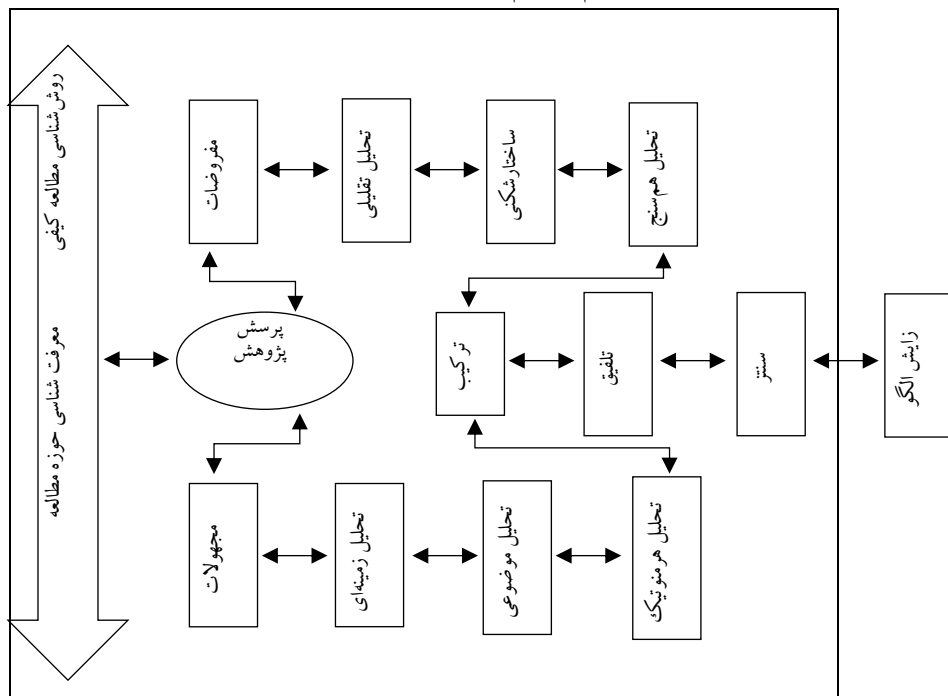 روش‌شناسی مطالعه کیفی
معرفت شناسی حوزه مطالعه
مفروضات
تحلیل تقلیلی
ساختارشکنی
تحلیل هم‌سنج
پرسش
پژوهش
ترکیب
تلفیق
سنتز
زایش الگو
مجهولات
تحلیل زمینه‌ای
تحلیل موضوعی
تحلیل هرمنوتیک